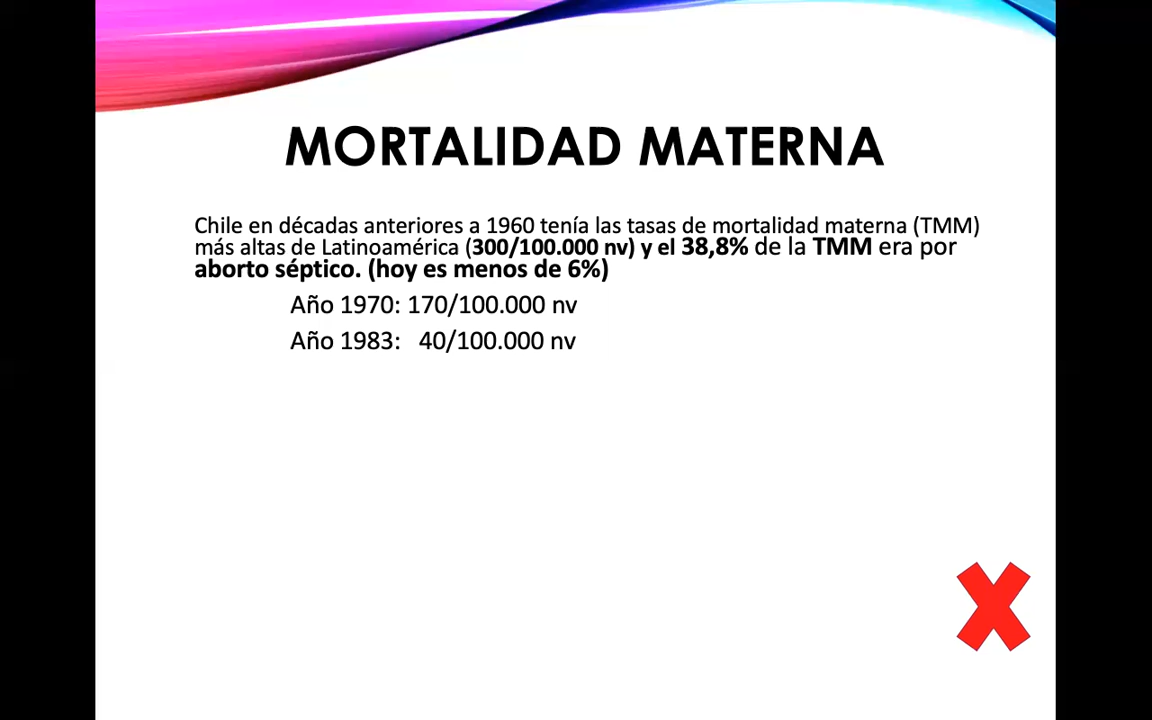 MORTALIDAD MATERNA
Chile en décadas anteriores a 1960 tenía las tasas de mortalidad materna (TMM)
más altas de Latinoamérica (300/100.000 nv) y el 38,8% de la TMM era por
aborto séptico. (hoy es menos de 6%)
Año 1970: 170/100.000 nv
Año 1983: 40/100.000 nv